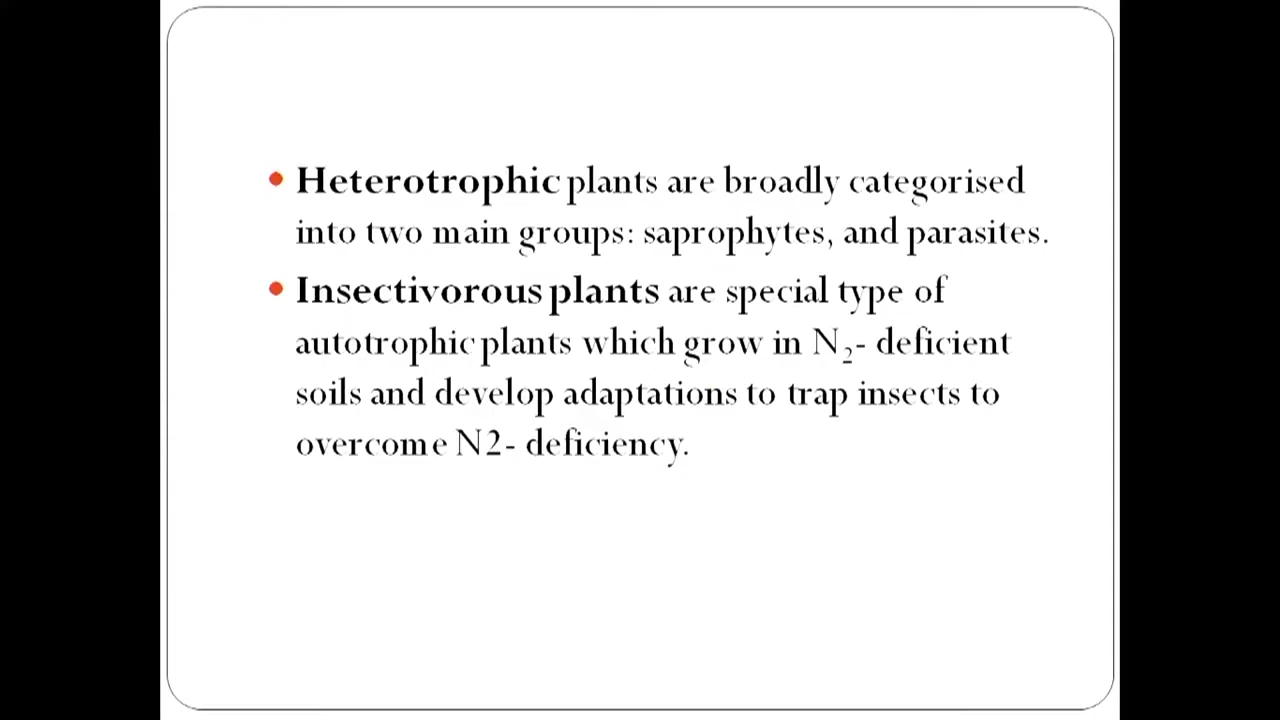 • Heterotrophic plants are broadly categorised
into two main groups: saprophytes, and parasites.
• Insectivorous plants are special type of
autotrophic plants which grow in N₂- deficient
soils and develop adaptations to trap insects to
overcome N2- deficiency.